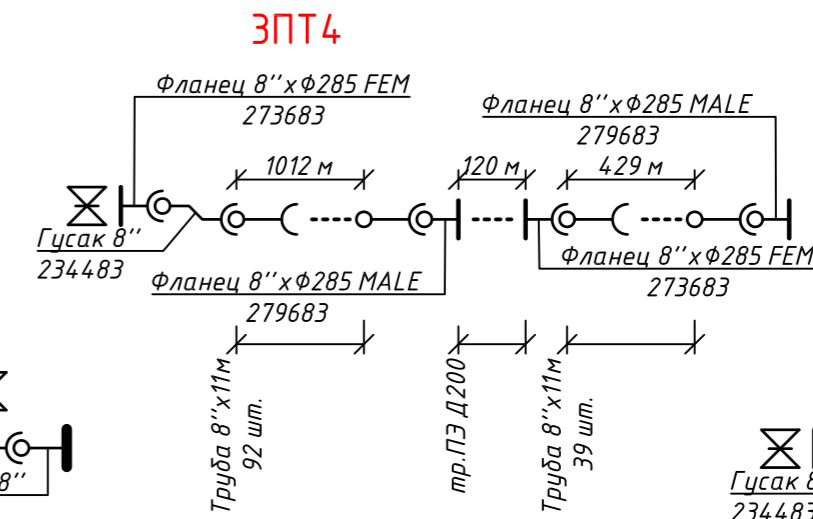 ЗПТ4
Фланец 8''хФ285 FEM
273683
Фланец 8''хФ285 MALE
279683
1012 м
120 м
429 м
Гусак 8''
234483
Фланец 8''хФ285 MALE
279683
Фланец 8''хФ285 FEM
273683
Труба 8''х11м
92 шт.
тр.ПЭ Д200
Труба 8''х11м
39 шт.
8''
Гусак 8
234483